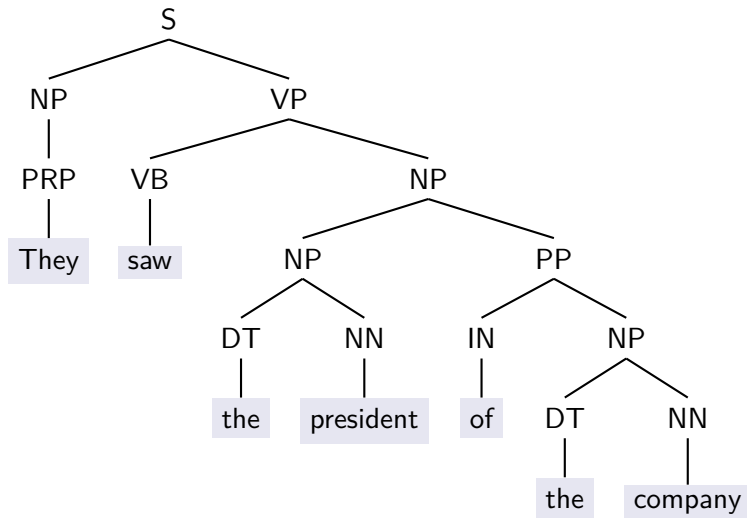 S
NP VP
PRP VB NP
They saw NP PP
DT NN IN NP
the president of DT NN
the company